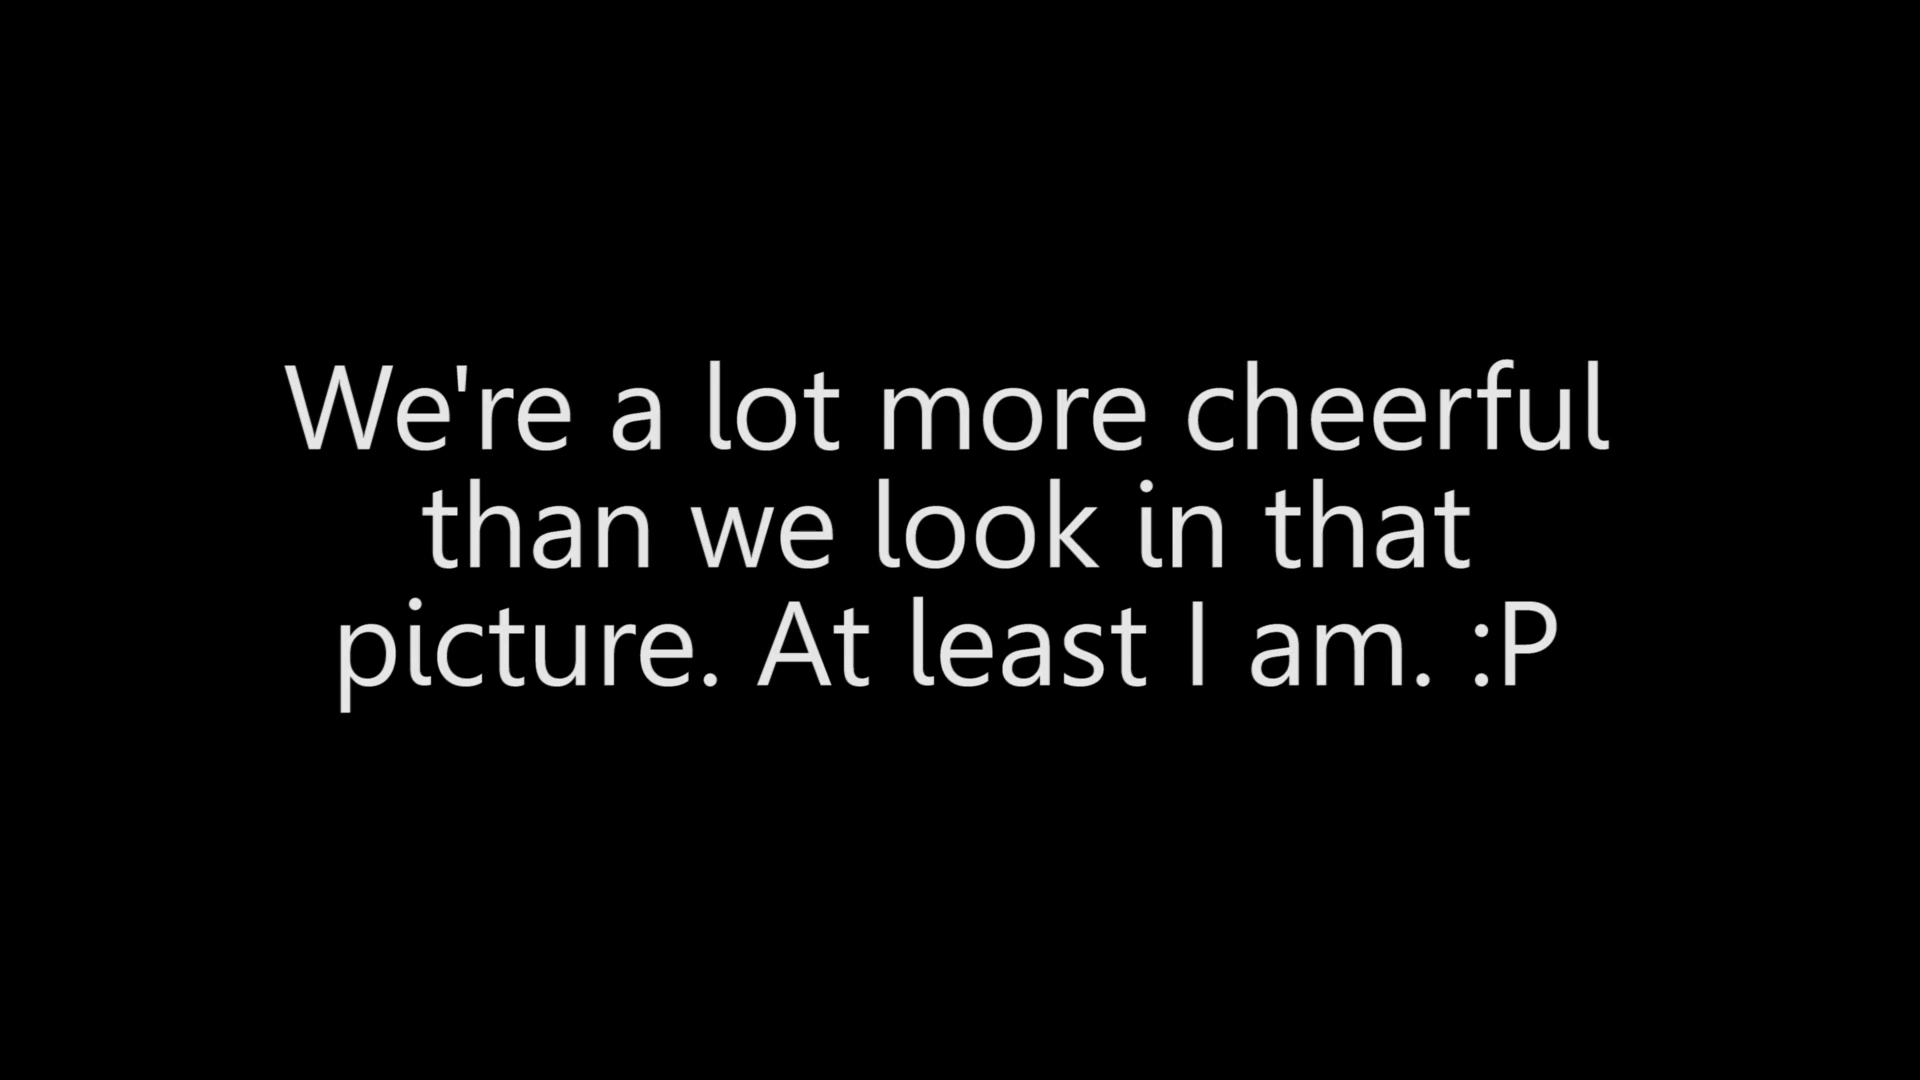 We're a lot more cheerful
than we look in that
picture. At least I am. :P